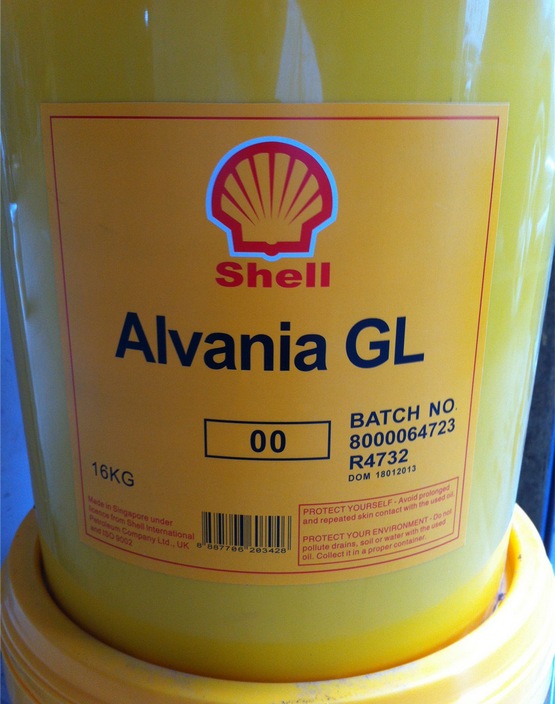 Shell
Alvania GL
00
BATCH NO.
8000064723
R4732
DOM 18012013
16KG
Made in Singapore under
licence from Shell International
Petroleum Company Ltd., UK
and ISO 9002
8 887706 203428
PROTECT YOURSELF - Avoid prolonged
and repeated skin contact with the used oil.
PROTECT YOUR ENVIRONMENT - Do not
pollute drains, soil or water with the used
oil. Collect it in a proper container.